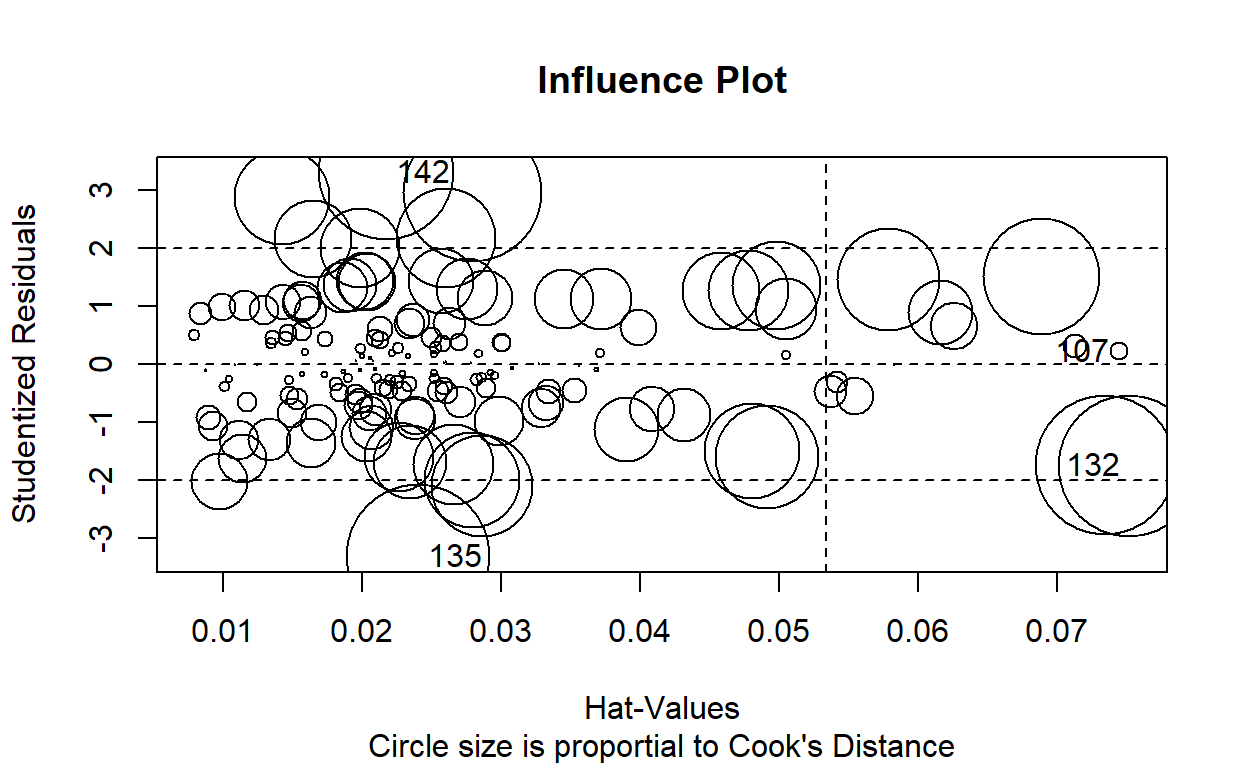 Influence Plot
Studentized Residuals
3
2
1
0
-1
-2
-3
142
107
132
135
0.01 0.02 0.03 0.04 0.05 0.06 0.07
Hat-Values
Circle size is proportial to Cook's Distance